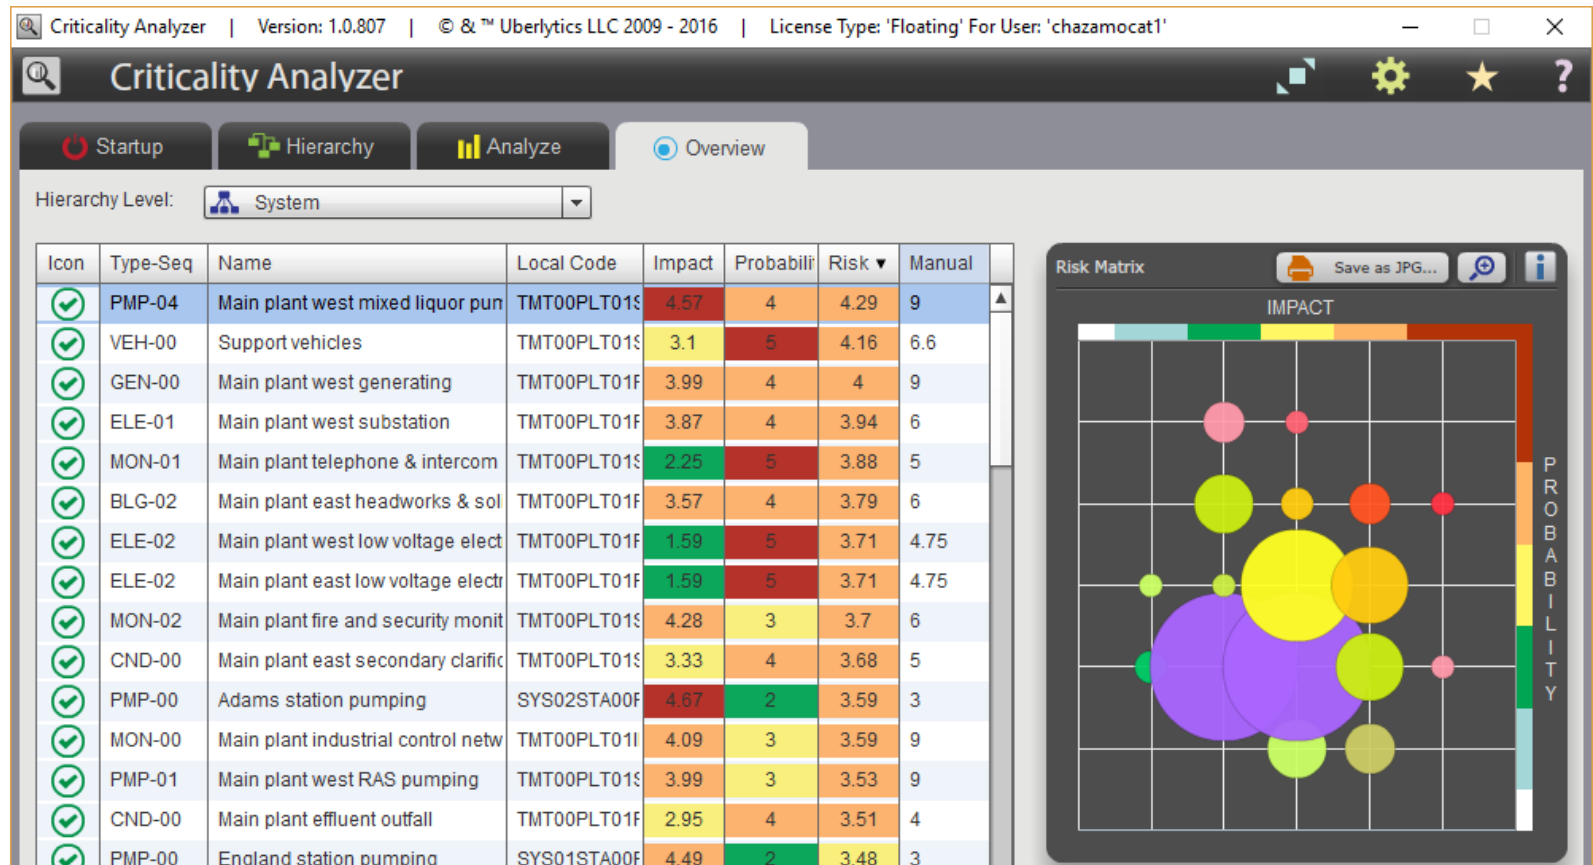 Criticality Analyzer | Version: 1.0.807 | © & ™ Uberlytics LLC 2009 - 2016 | License Type: 'Floating' For User: 'chazamocat1'
Criticality Analyzer ?
Startup Hierarchy Analyze Overview
Hierarchy Level: System
Icon Type-Seq Name Local Code Impact Probabilit Risk ▼ Manual
PMP-04 Main plant west mixed liquor pum TMT00PLT01S 4.57 4 4.29 9
VEH-00 Support vehicles TMT00PLT01S 3.1 5 4.16 6.6
GEN-00 Main plant west generating TMT00PLT01F 3.99 4 4 9
ELE-01 Main plant west substation TMT00PLT01F 3.87 4 3.94 6
MON-01 Main plant telephone & intercom TMT00PLT01S 2.25 5 3.88 5
BLG-02 Main plant east headworks & soli TMT00PLT01F 3.57 4 3.79 6
ELE-02 Main plant west low voltage elect TMT00PLT01F 1.59 5 3.71 4.75
ELE-02 Main plant east low voltage electr TMT00PLT01F 1.59 5 3.71 4.75
MON-02 Main plant fire and security monit TMT00PLT01S 4.28 3 3.7 6
CND-00 Main plant east secondary clarific TMT00PLT01S 3.33 4 3.68 5
PMP-00 Adams station pumping SYS02STA00F 4.67 2 3.59 3
MON-00 Main plant industrial control netw TMT00PLT01I 4.09 3 3.59 9
PMP-01 Main plant west RAS pumping TMT00PLT01S 3.99 3 3.53 9
CND-00 Main plant effluent outfall TMT00PLT01F 2.95 4 3.51 4
PMP-00 England station pumping SYS01STA00F 4.49 2 3.48 3
Risk Matrix Save as JPG... i
IMPACT
PROBABILITY